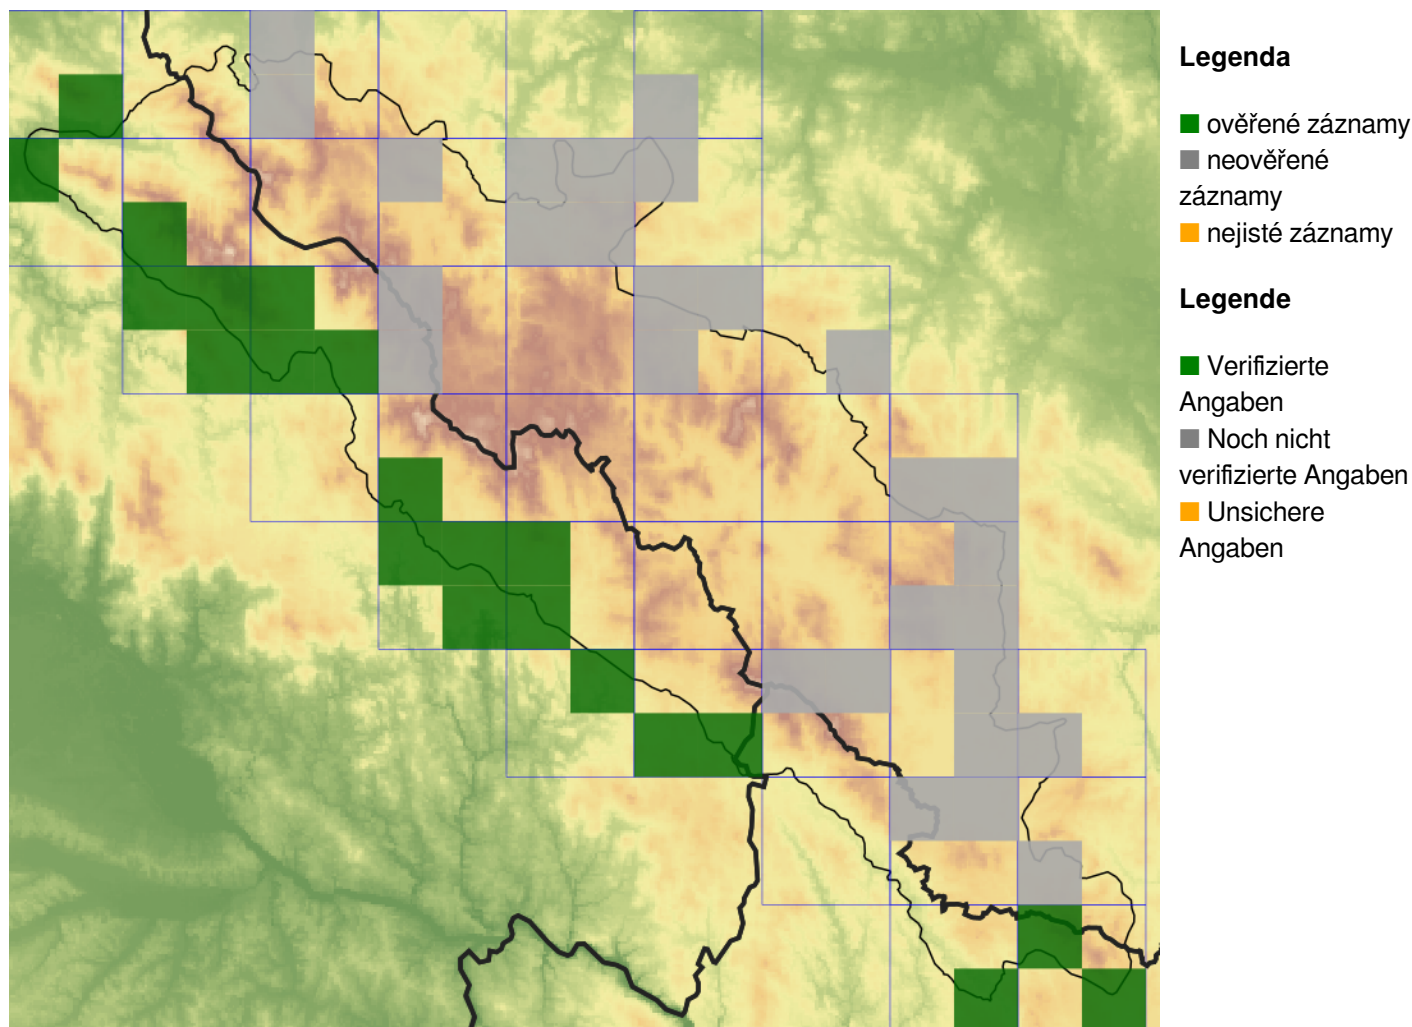 Legenda
ověřené záznamy
neověřené
záznamy
nejisté záznamy
Legende
Verifizierte
Angaben
Noch nicht
verifizierte Angaben
Unsichere
Angaben